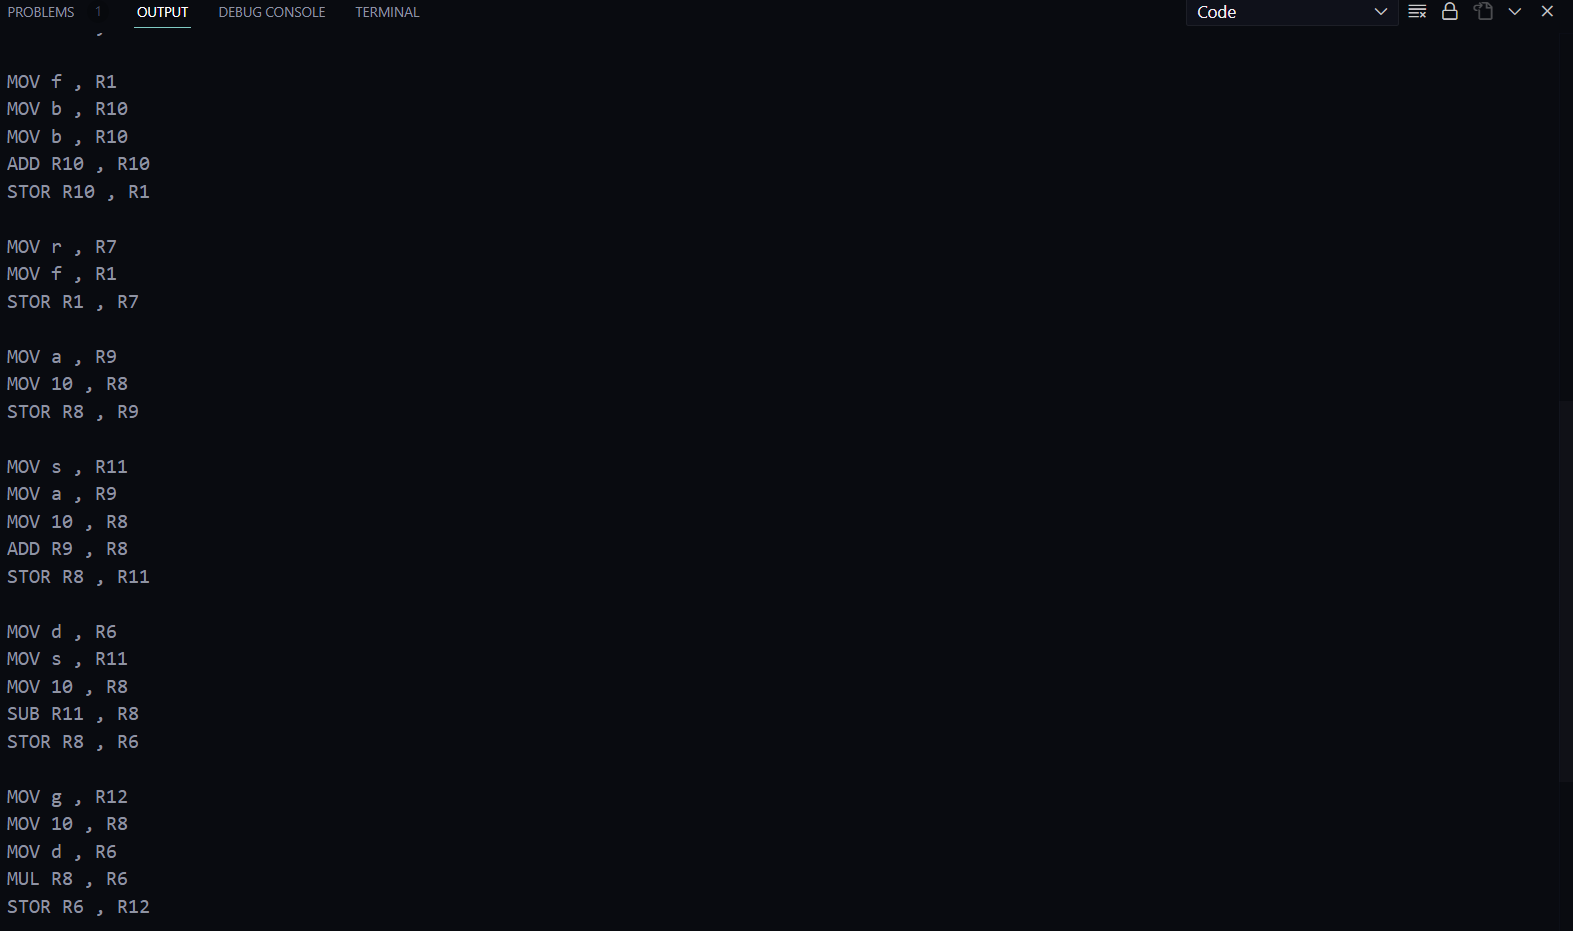 PROBLEMS 1 OUTPUT DEBUG CONSOLE TERMINAL Code
MOV f , R1
MOV b , R10
MOV b , R10
ADD R10 , R10
STOR R10 , R1
MOV r , R7
MOV f , R1
STOR R1 , R7
MOV a , R9
MOV 10 , R8
STOR R8 , R9
MOV s , R11
MOV a , R9
MOV 10 , R8
ADD R9 , R8
STOR R8 , R11
MOV d , R6
MOV s , R11
MOV 10 , R8
SUB R11 , R8
STOR R8 , R6
MOV g , R12
MOV 10 , R8
MOV d , R6
MUL R8 , R6
STOR R6 , R12